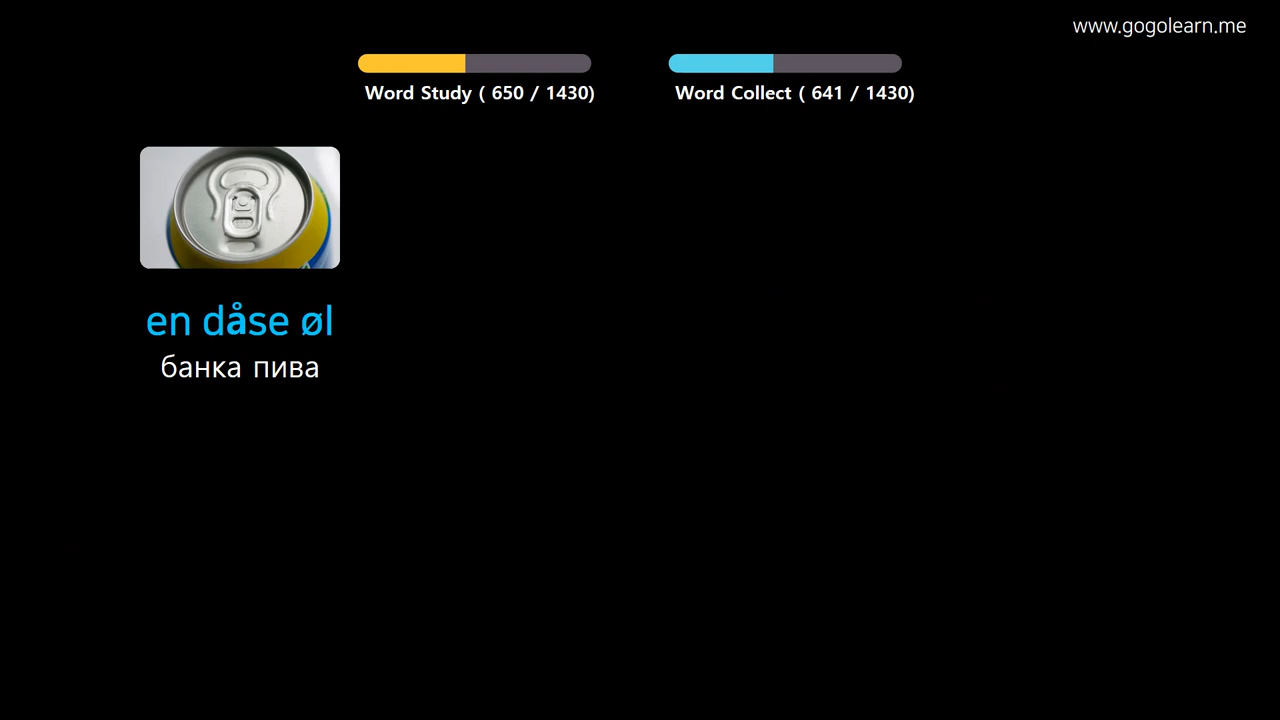 www.gogolearn.me
Word Study ( 650 / 1430)
Word Collect ( 641 / 1430)
en dåse øl
банка пива